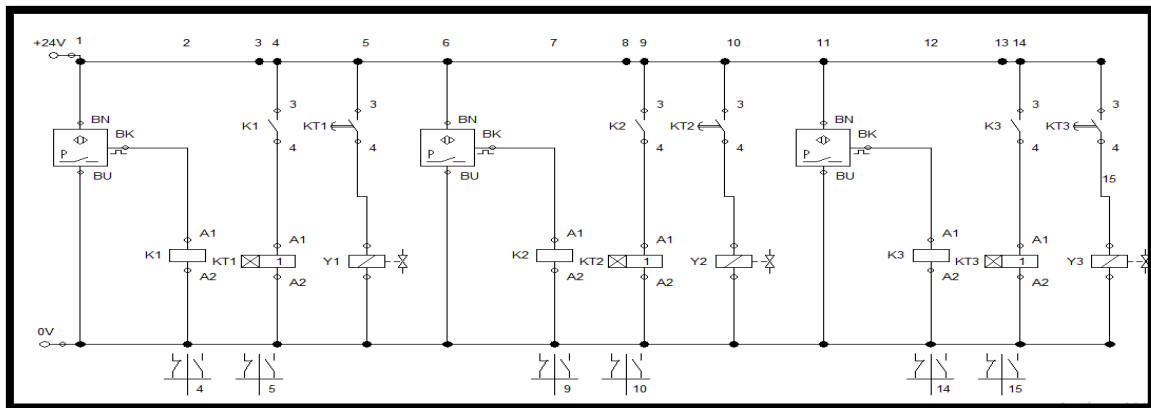 1 2 3 4 5 6 7 8 9 10 11 12 13 14
+24V
3 3 3 3 3 3
BN BN BN
K1 KT1 K2 KT2 K3 KT3
BK BK BK
P P P
4 4 4 4 4 4
BU BU BU
15
A1 A1 A1 A1 A1 A1
K1 KT1 1 Y1 K2 KT2 1 Y2 K3 KT3 1 Y3
A2 A2 A2 A2 A2 A2
0V
4 5 9 10 14 15